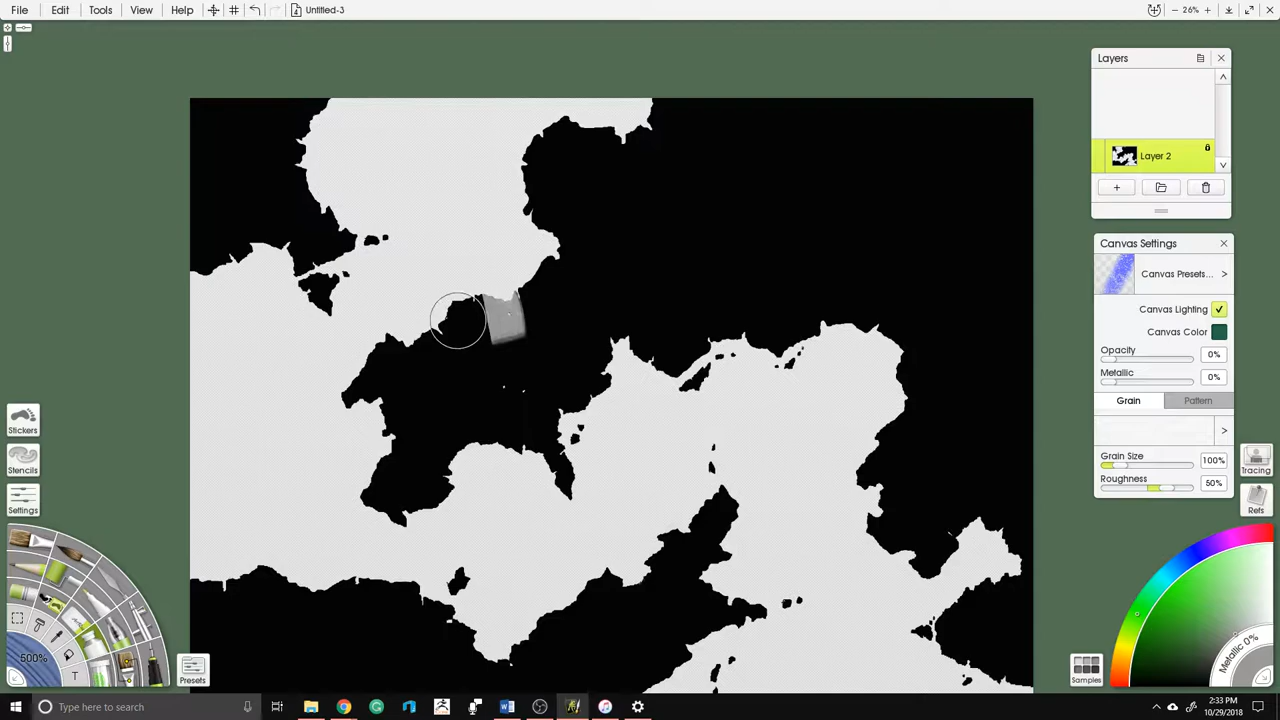 File Edit Tools View Help Untitled-3 26%
Layers
Layer 2
Canvas Settings
Canvas Presets... >
Canvas Lighting
Canvas Color
Opacity 0%
Metallic 0%
Grain Pattern
>
Grain Size 100%
Roughness 50%
Stickers
Stencils
Settings
Tracing
Refs
500%
T
Presets
Samples
Metallic 0%
Type here to search
2:33 PM
10/29/2018